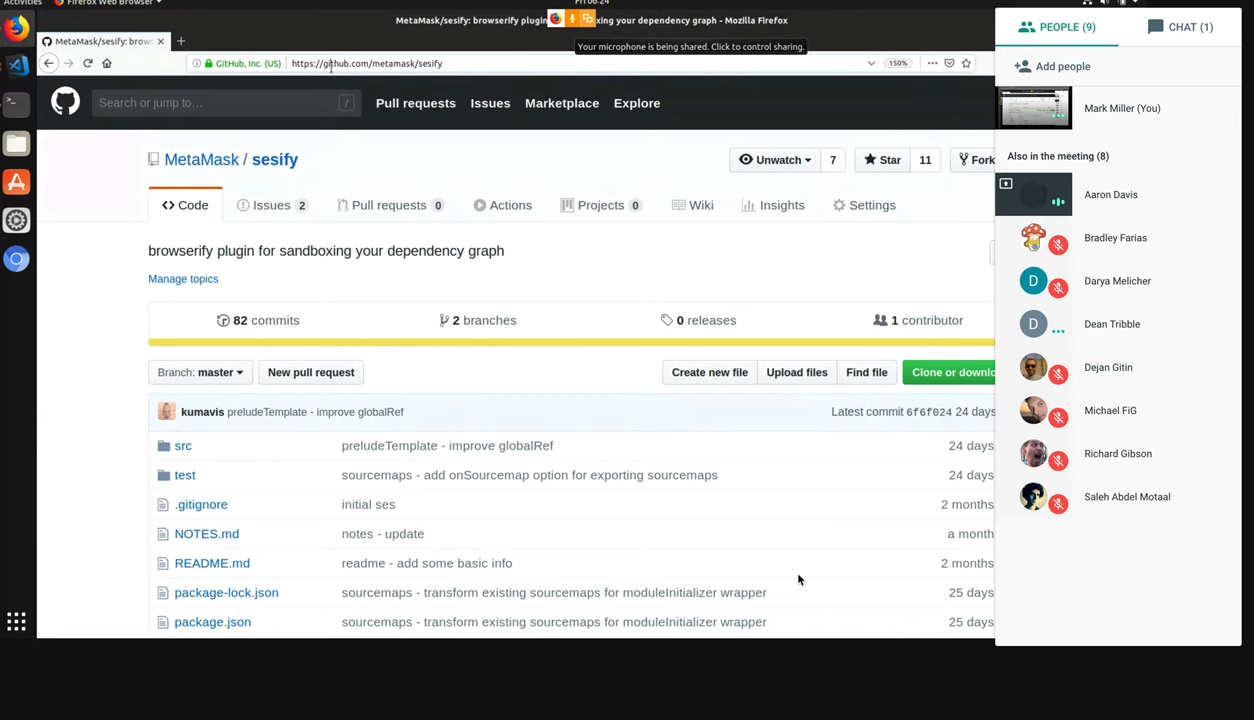 Activities
Firefox Web Browser
Fri 06:24
MetaMask/sesify: browserify plugin
xing your dependency graph - Mozilla Firefox
Your microphone is being shared. Click to control sharing.
MetaMask/sesify: brows
GitHub, Inc. (US)
https://github.com/metamask/sesify
150%
Search or jump to...
/
Pull requests
Issues
Marketplace
Explore
MetaMask / sesify
Unwatch
7
Star
11
Fork
Code
Issues 2
Pull requests 0
Actions
Projects 0
Wiki
Insights
Settings
browserify plugin for sandboxing your dependency graph
Manage topics
82 commits
2 branches
0 releases
1 contributor
Branch: master
New pull request
Create new file
Upload files
Find file
Clone or downlo
kumavis preludeTemplate - improve globalRef
Latest commit 6f6f024 24 days
src
preludeTemplate - improve globalRef
24 days
test
sourcemaps - add onSourcemap option for exporting sourcemaps
24 days
.gitignore
initial ses
2 months
NOTES.md
notes - update
a month
README.md
readme - add some basic info
2 months
package-lock.json
sourcemaps - transform existing sourcemaps for moduleInitializer wrapper
25 days
package.json
sourcemaps - transform existing sourcemaps for moduleInitializer wrapper
25 days
PEOPLE (9)
CHAT (1)
Add people
Mark Miller (You)
Also in the meeting (8)
Aaron Davis
Bradley Farias
D
Darya Melicher
D
Dean Tribble
Dejan Gitin
Michael FiG
Richard Gibson
Saleh Abdel Motaal